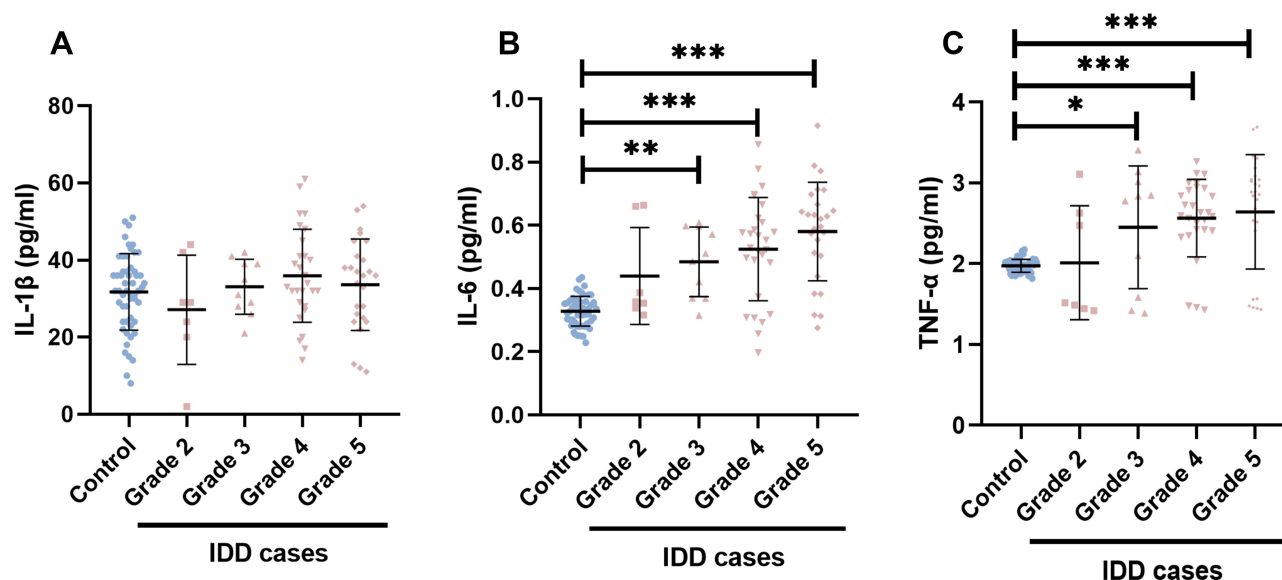 A
IL-1β (pg/ml)
80
60
40
20
0
Control
Grade 2
Grade 3
Grade 4
Grade 5
IDD cases
B
***
***
**
IL-6 (pg/ml)
1.0
0.8
0.6
0.4
0.2
0.0
Control
Grade 2
Grade 3
Grade 4
Grade 5
IDD cases
C
***
***
*
TNF-α (pg/ml)
4
3
2
1
0
Control
Grade 2
Grade 3
Grade 4
Grade 5
IDD cases